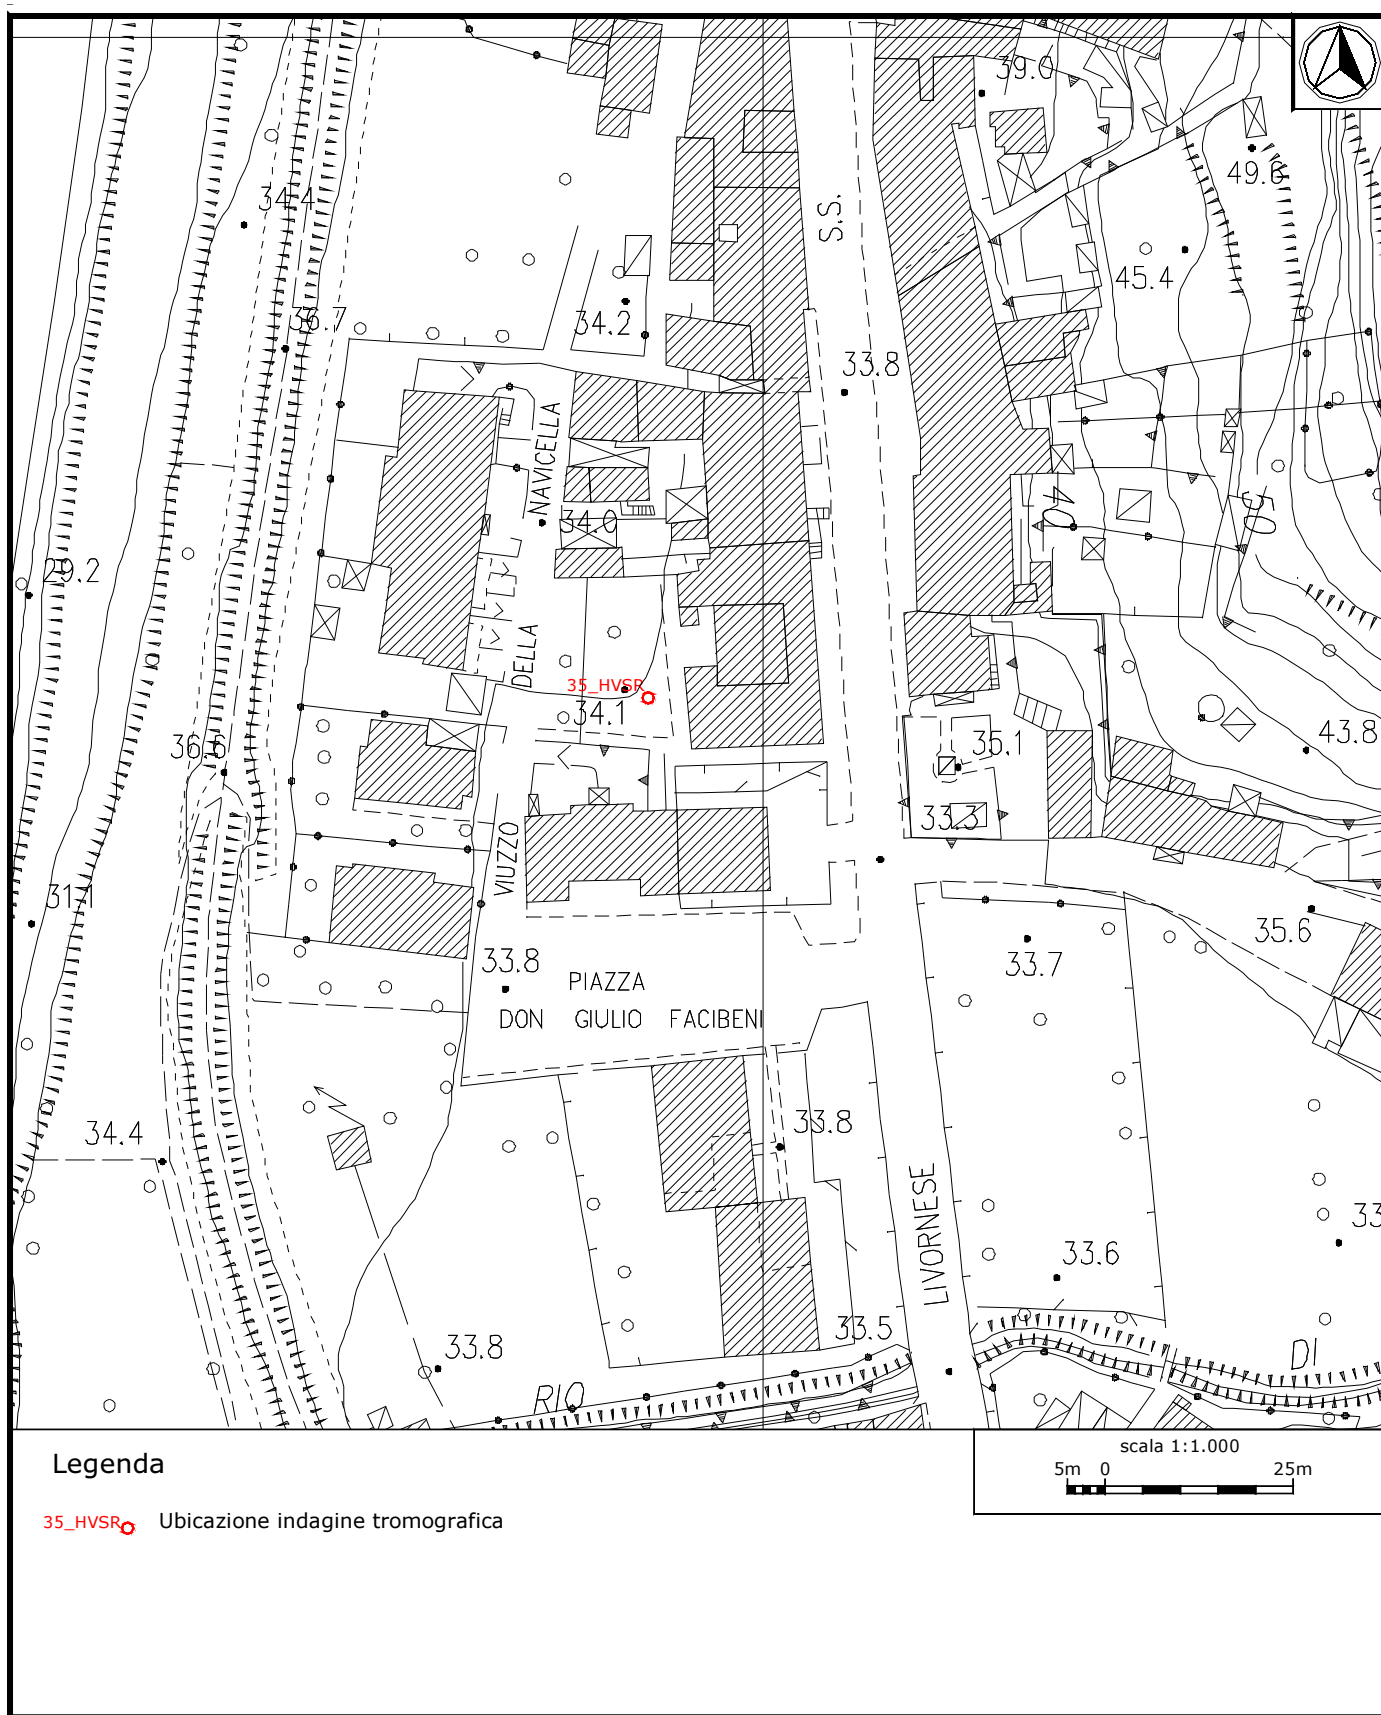 39.0
49.6
34.4
S.S.
45.4
36.7
34.2
33.8
NAVICELLA
40
50
34.0
29.2
DELLA
35_HVSR
34.1
36.6
35.1
43.8
33.3
VIUZZO
31.1
35.6
33.8
33.7
PIAZZA
DON GIULIO FACIBENI
33.8
34.4
LIVORNESE
33
33.6
33.5
33.8
DI
RIO
Legenda
scala 1:1.000
5m 0 25m
35_HVSR Ubicazione indagine tromografica